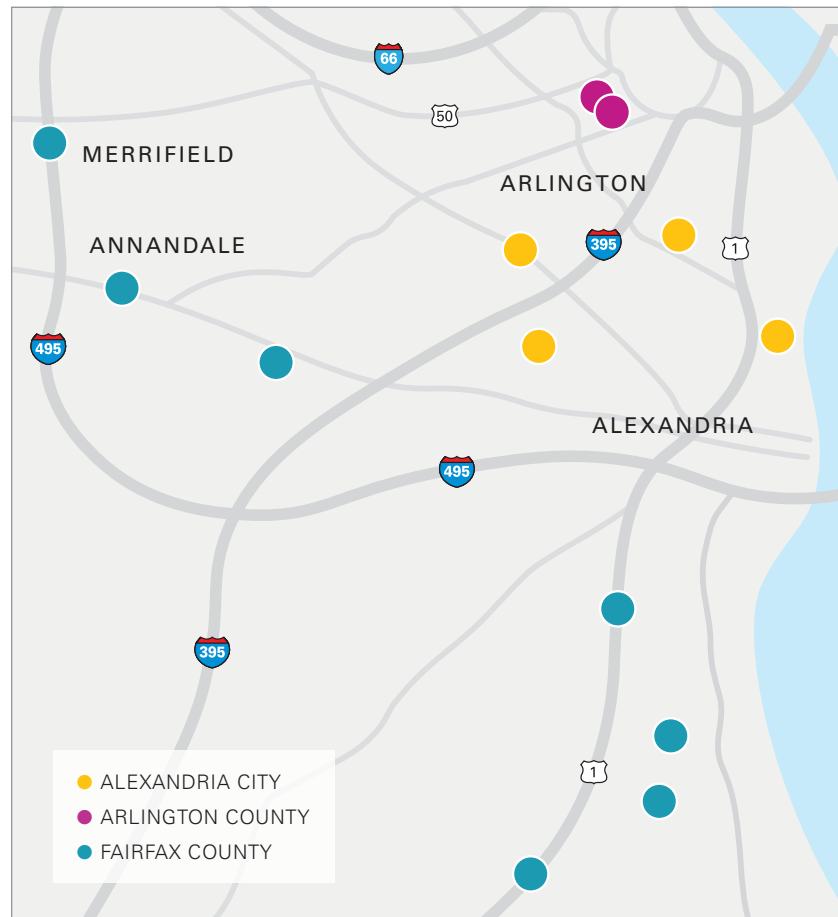 66
50
MERRIFIELD
ARLINGTON
ANNANDALE
395
1
495
ALEXANDRIA
495
395
1
ALEXANDRIA CITY
ARLINGTON COUNTY
FAIRFAX COUNTY